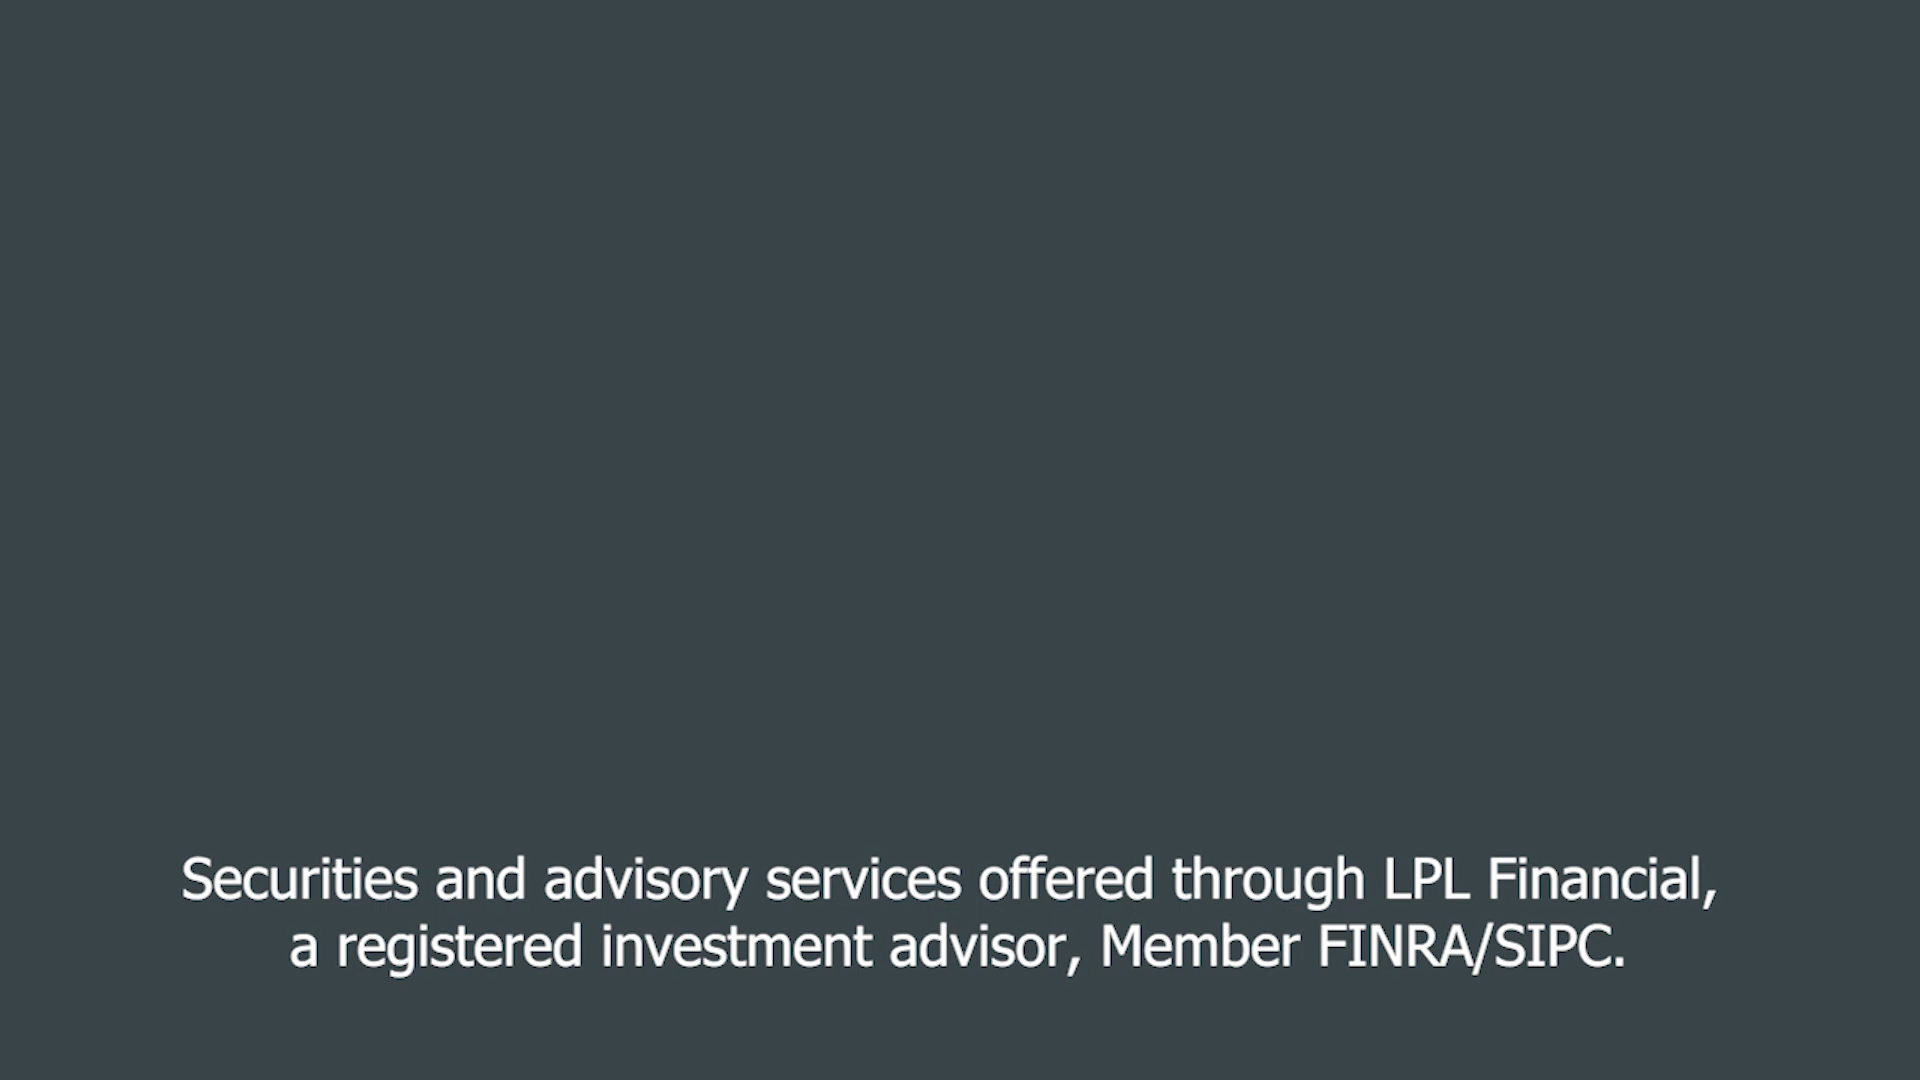 Securities and advisory services offered through LPL Financial,
a registered investment advisor, Member FINRA/SIPC.